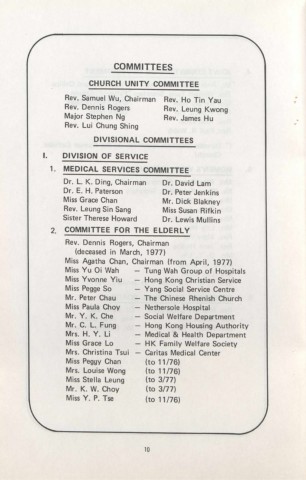 COMMITTEES
CHURCH UNITY COMMITTEE
Rev. Samuel Wu, Chairman Rev. Ho Tin Yau
Rev. Dennis Rogers Rev. Leung Kwong
Major Stephen Ng Rev. James Hu
Rev. Lui Chung Shing
DIVISIONAL COMMITTEES
I. DIVISION OF SERVICE
1. MEDICAL SERVICES COMMITTEE
Dr. L. K. Ding, Chairman Dr. David Lam
Dr. E. H. Paterson Dr. Peter Jenkins
Miss Grace Chan Mr. Dick Blakney
Rev. Leung Sin Sang Miss Susan Rifkin
Sister Therese Howard Dr. Lewis Mullins
2. COMMITTEE FOR THE ELDERLY
Rev. Dennis Rogers, Chairman
(deceased in March, 1977)
Miss Agatha Chan, Chairman (from April, 1977)
Miss Yu Oi Wah – Tung Wah Group of Hospitals
Miss Yvonne Yiu – Hong Kong Christian Service
Miss Pegge So – Yang Social Service Centre
Mr. Peter Chau – The Chinese Rhenish Church
Miss Paula Choy – Nethersole Hospital
Mr. Y. K. Che – Social Welfare Department
Mr. C. L. Fung – Hong Kong Housing Authority
Mrs. H. Y. Li – Medical & Health Department
Miss Grace Lo – HK Family Welfare Society
Mrs. Christina Tsui – Caritas Medical Center
Miss Peggy Chan (to 11/76)
Mrs. Louise Wong (to 11/76)
Miss Stella Leung (to 3/77)
Mr. K. W. Choy (to 3/77)
Miss Y. P. Tse (to 11/76)
10